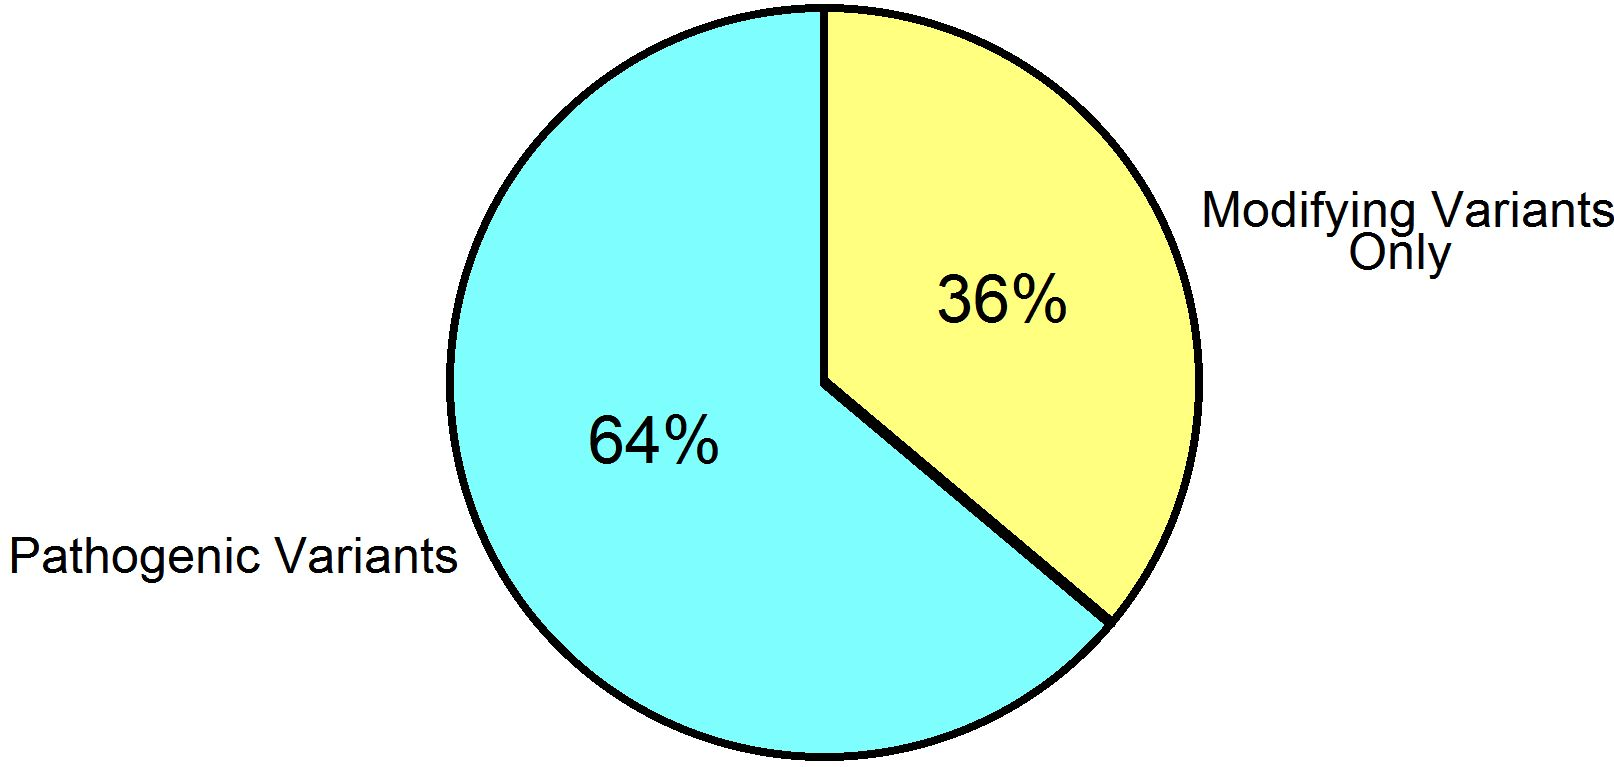 Modifying Variants
Only
36%
64%
Pathogenic Variants